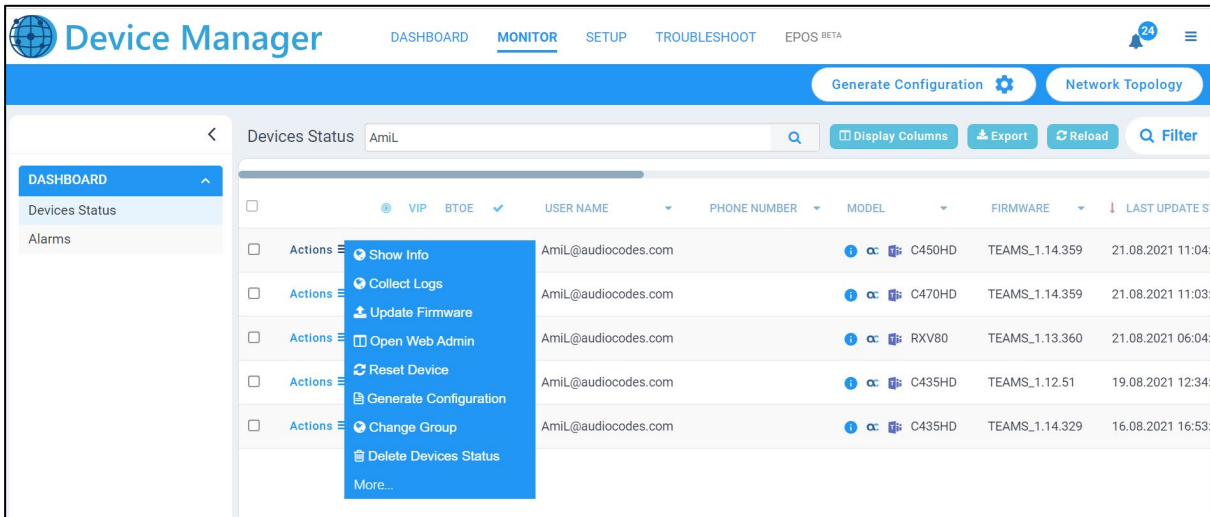 Device Manager DASHBOARD MONITOR SETUP TROUBLESHOOT EPOS BETA 24
Generate Configuration Network Topology
Devices Status AmiL Display Columns Export Reload Filter
DASHBOARD
Devices Status
Alarms
VIP BTOE USER NAME PHONE NUMBER MODEL FIRMWARE LAST UPDATE S
Actions AmiL@audiocodes.com C450HD TEAMS_1.14.359 21.08.2021 11:04:
Actions AmiL@audiocodes.com C470HD TEAMS_1.14.359 21.08.2021 11:03:
Actions AmiL@audiocodes.com RXV80 TEAMS_1.13.360 21.08.2021 06:04:
Actions AmiL@audiocodes.com C435HD TEAMS_1.12.51 19.08.2021 12:34:
Actions AmiL@audiocodes.com C435HD TEAMS_1.14.329 16.08.2021 16:53:
Show Info
Collect Logs
Update Firmware
Open Web Admin
Reset Device
Generate Configuration
Change Group
Delete Devices Status
More...